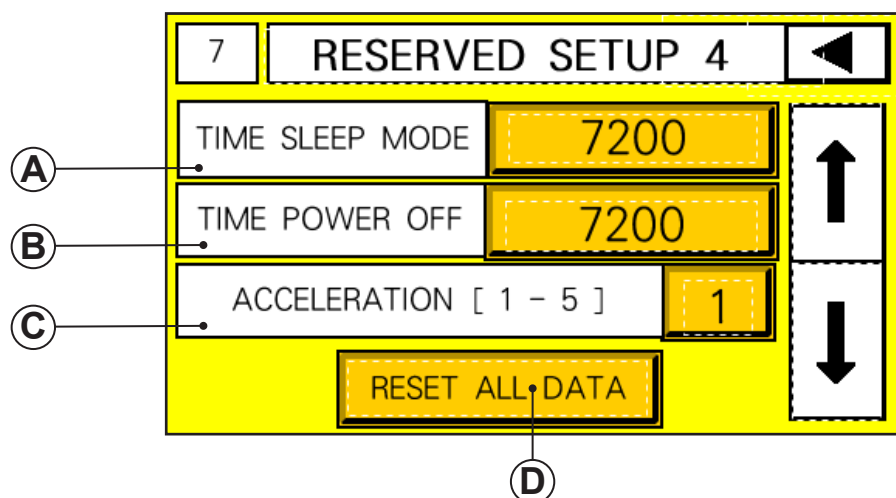 7 RESERVED SETUP 4
A TIME SLEEP MODE 7200
B TIME POWER OFF 7200
C ACCELERATION [ 1 - 5 ] 1
RESET ALL DATA
D